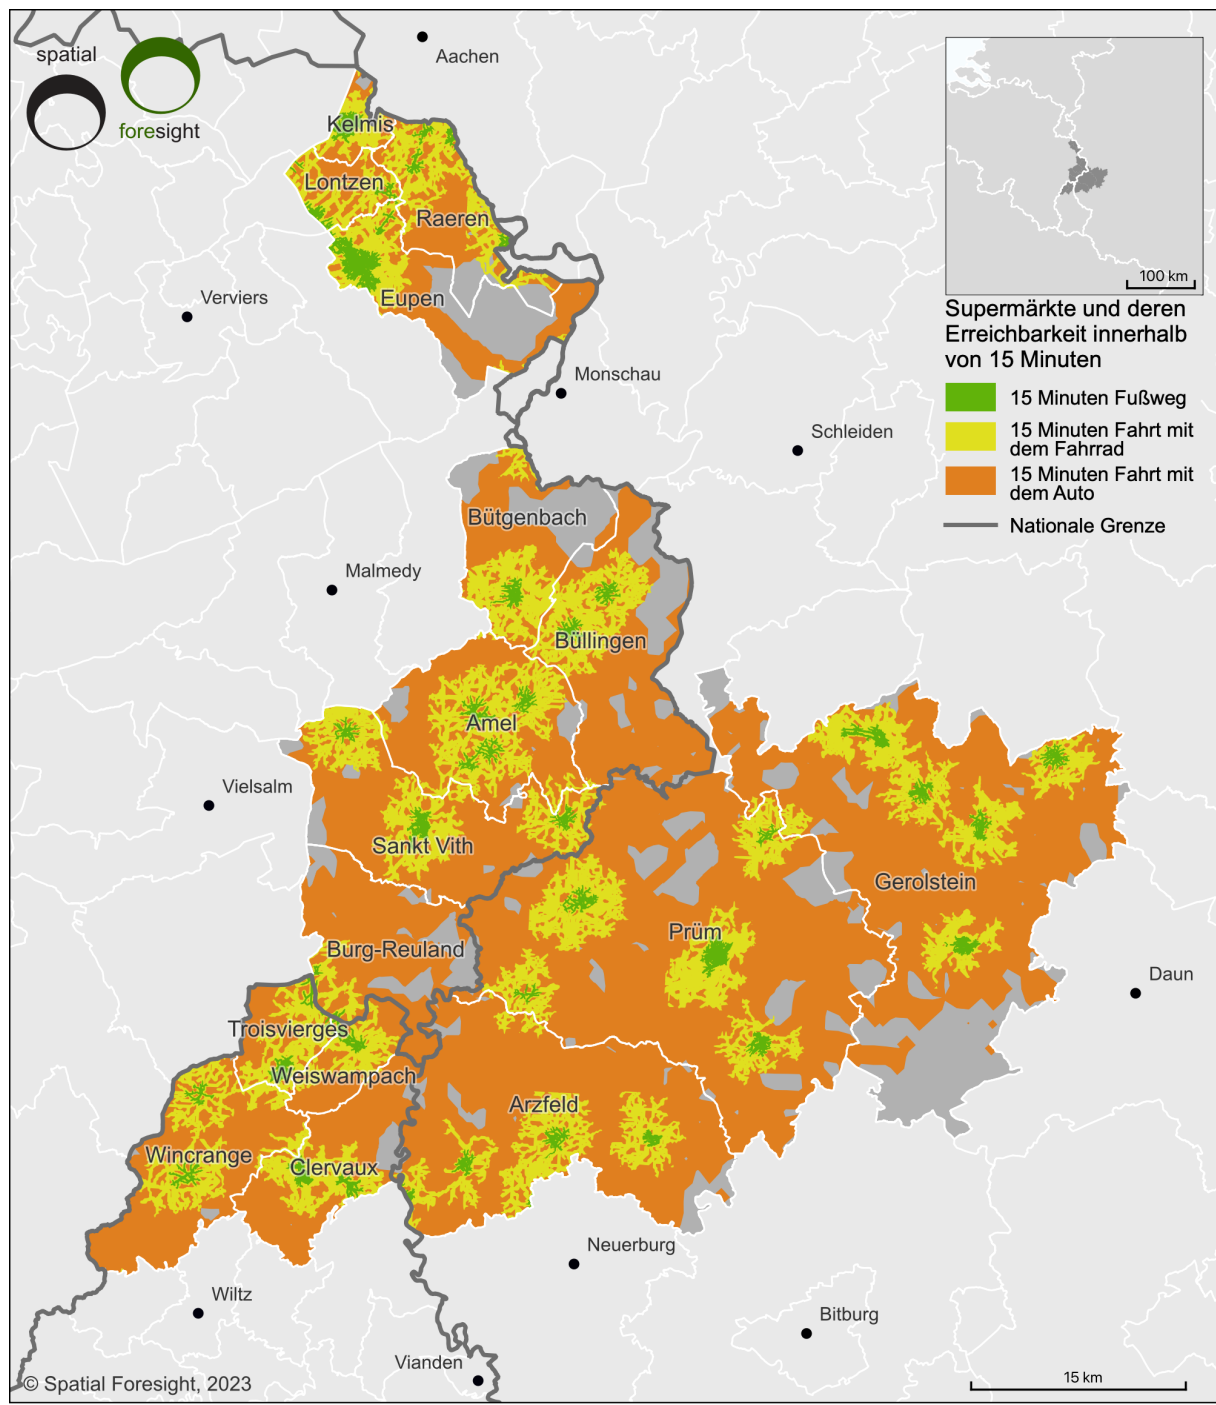 spatial
foresight
Aachen
Kelmis
Lontzen
Raeren
Eupen
Verviers
100 km
Supermärkte und deren
Erreichbarkeit innerhalb
von 15 Minuten
15 Minuten Fußweg
15 Minuten Fahrt mit
dem Fahrrad
15 Minuten Fahrt mit
dem Auto
Nationale Grenze
Monschau
Schleiden
Bütgenbach
Malmedy
Büllingen
Amel
Vielsalm
Sankt Vith
Gerolstein
Prüm
Burg-Reuland
Daun
Troisvierges
Weiswampach
Arzfeld
Wincrange
Clervaux
Neuerburg
Wiltz
Bitburg
Vianden
15 km
© Spatial Foresight, 2023